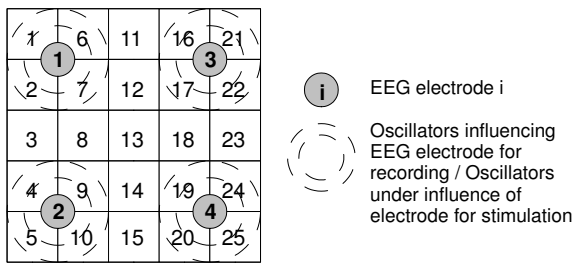 1 6 11 16 21
1 3
2 7 12 17 22
3 8 13 18 23
4 9 14 19 24
2 4
5 10 15 20 25
i EEG electrode i
Oscillators influencing
EEG electrode for
recording / Oscillators
under influence of
electrode for stimulation